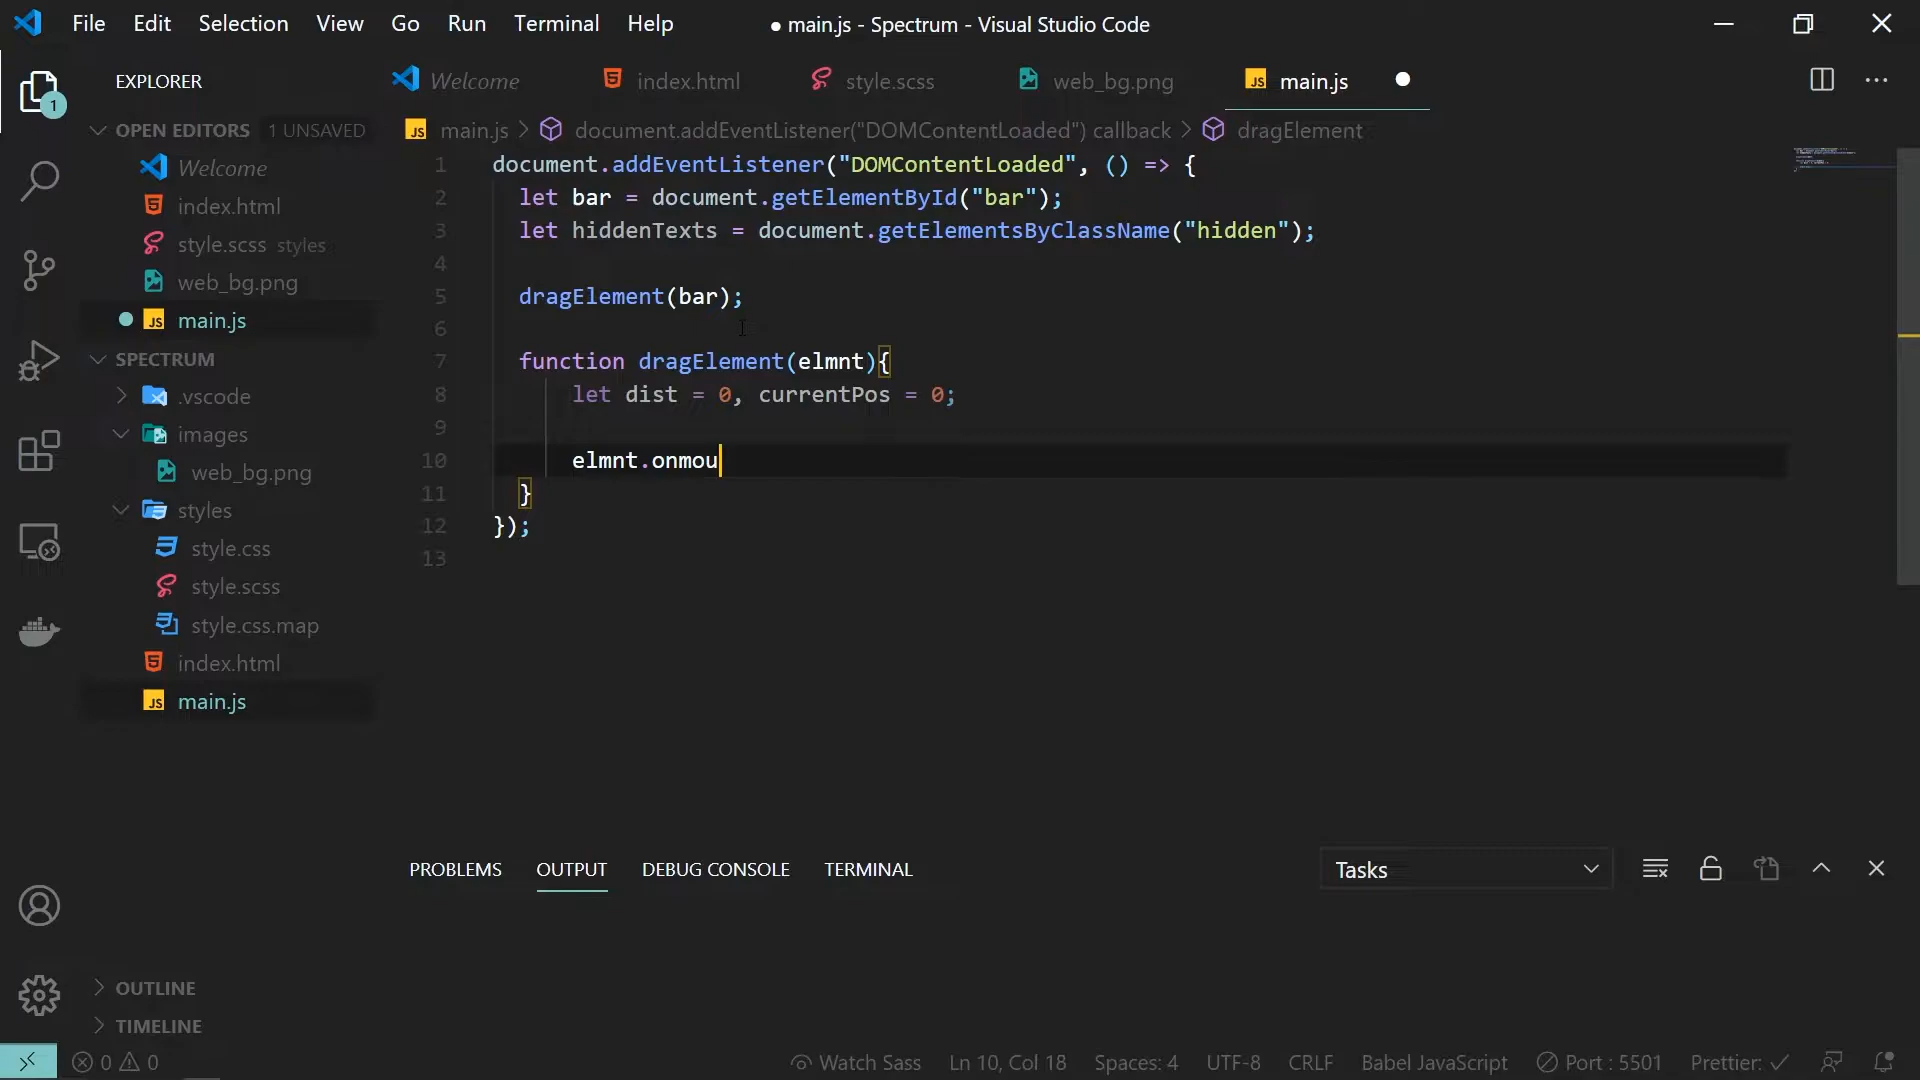 File Edit Selection View Go Run Terminal Help ● main.js - Spectrum - Visual Studio Code
EXPLORER
Welcome index.html style.scss web_bg.png JS main.js
1
OPEN EDITORS 1 UNSAVED
JS main.js > document.addEventListener("DOMContentLoaded") callback > dragElement
Welcome
index.html
style.scss styles
web_bg.png
JS main.js
SPECTRUM
.vscode
images
web_bg.png
styles
style.css
style.scss
style.css.map
index.html
JS main.js
OUTLINE
TIMELINE
1 document.addEventListener("DOMContentLoaded", () => {
2 let bar = document.getElementById("bar");
3 let hiddenTexts = document.getElementsByClassName("hidden");
4
5 dragElement(bar);
6
7 function dragElement(elmnt){
8 let dist = 0, currentPos = 0;
9
10 elmnt.onmou
11 }
12 });
13
PROBLEMS OUTPUT DEBUG CONSOLE TERMINAL Tasks
0 0 Watch Sass Ln 10, Col 18 Spaces: 4 UTF-8 CRLF Babel JavaScript Port : 5501 Prettier: ✓